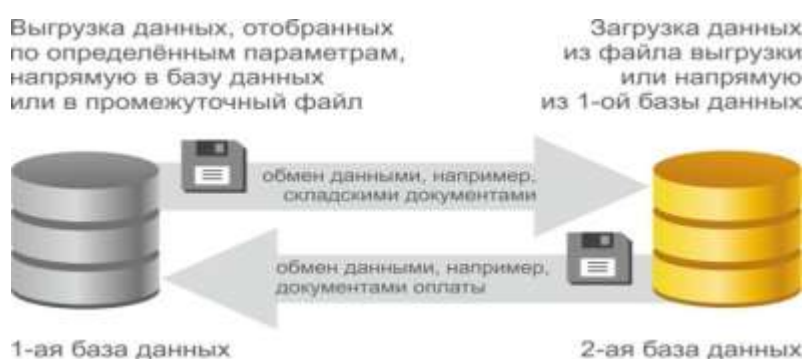 Выгрузка данных, отобранных
по определённым параметрам,
напрямую в базу данных
или в промежуточный файл
Загрузка данных
из файла выгрузки
или напрямую
из 1-ой базы данных
обмен данными, например,
складскими документами
обмен данными, например,
документами оплаты
1-ая база данных
2-ая база данных